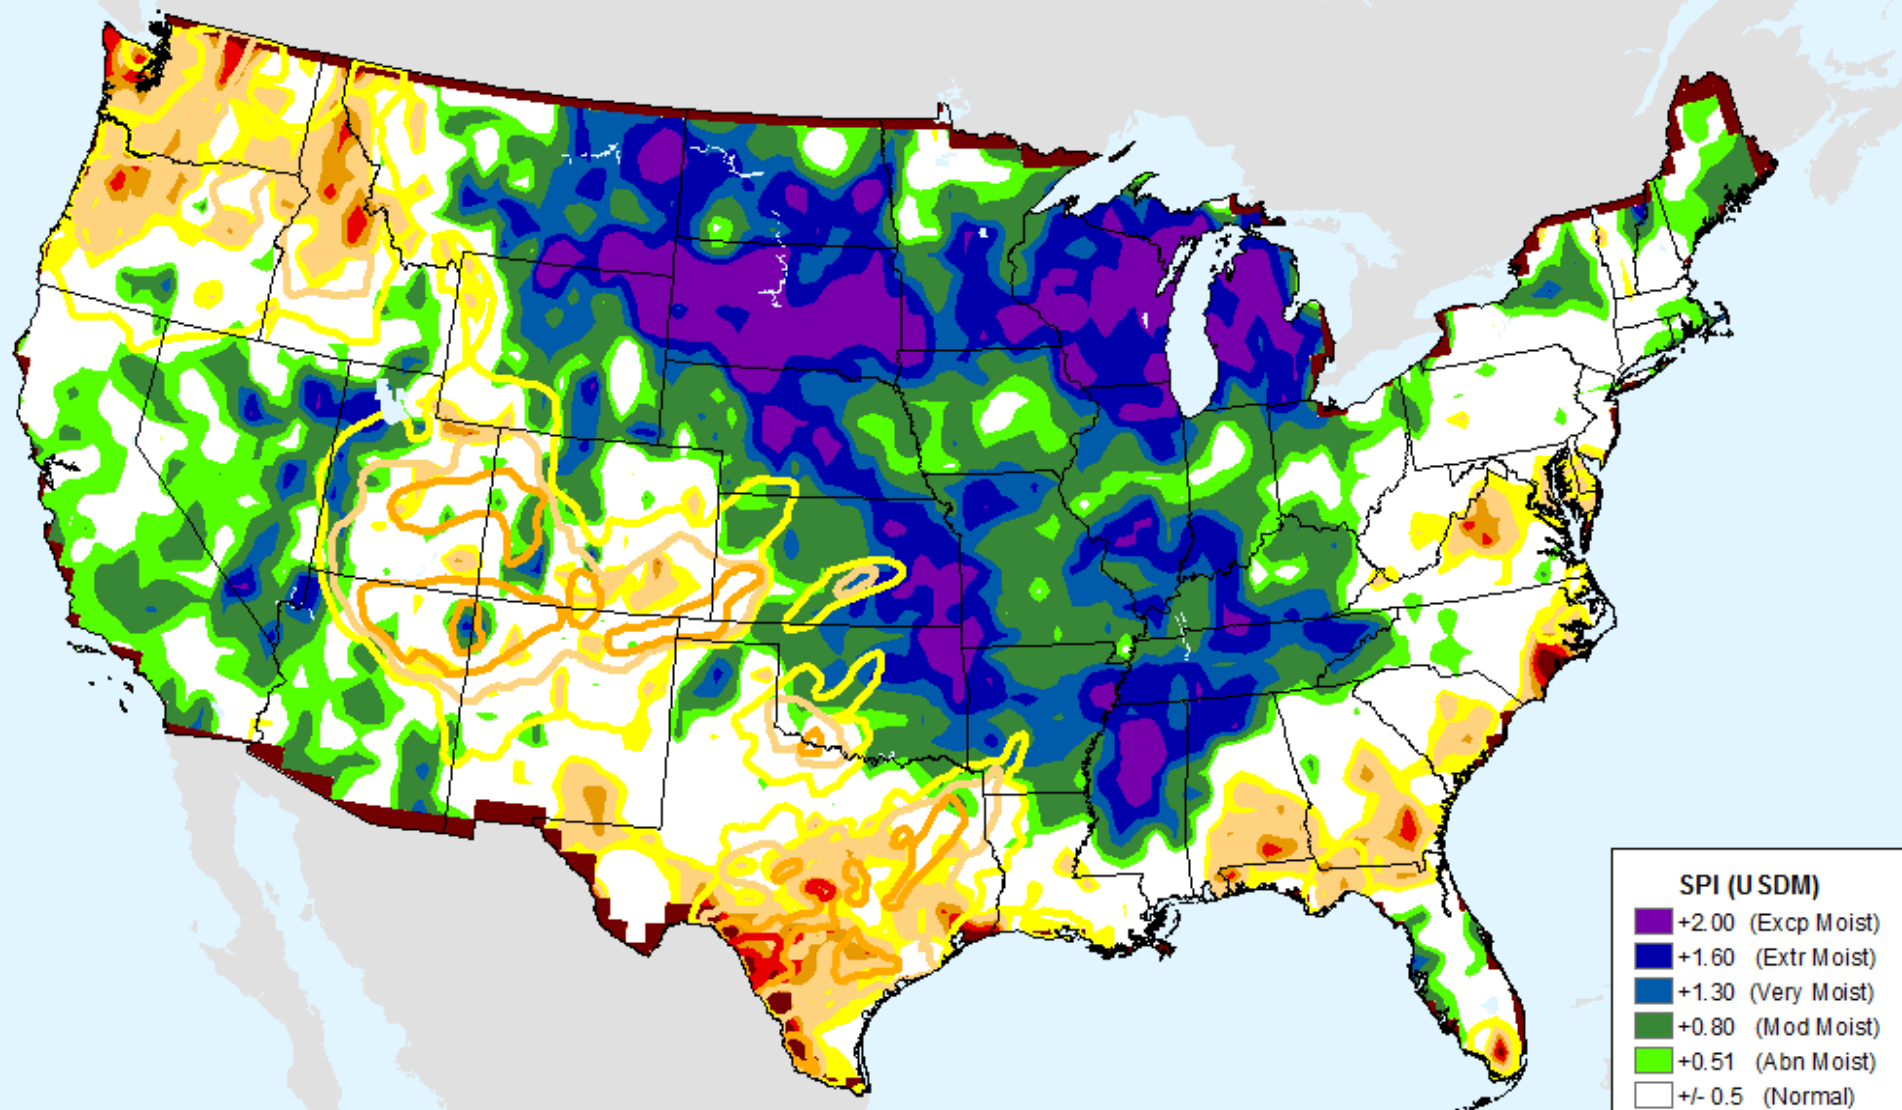 SPI (USDM)
+2.00 (Excp Moist)
+1.60 (Extr Moist)
+1.30 (Very Moist)
+0.80 (Mod Moist)
+0.51 (Abn Moist)
+/- 0.5 (Normal)